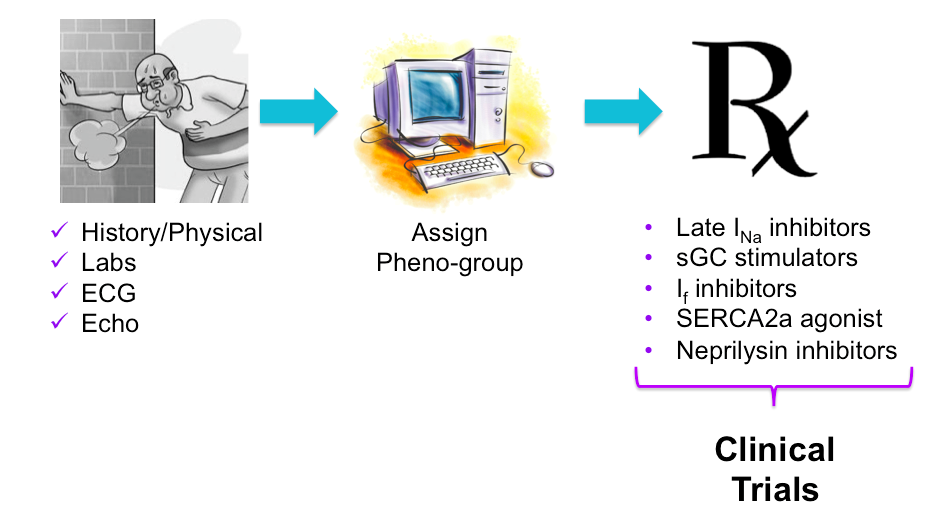 ✓ History/Physical
✓ Labs
✓ ECG
✓ Echo
Assign
Pheno-group
Rx
• Late INa inhibitors
• sGC stimulators
• If inhibitors
• SERCA2a agonist
• Neprilysin inhibitors
Clinical
Trials